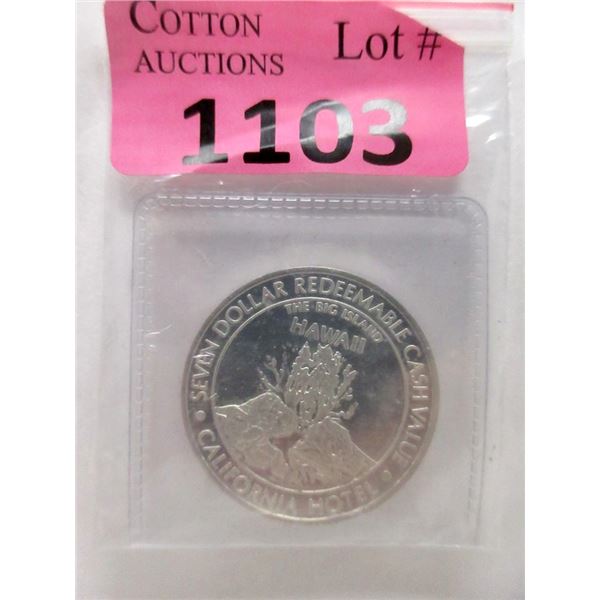 COTTON
AUCTIONS
Lot #
1103
SEVEN DOLLAR REDEEMABLE CASH VALUE
THE BIG ISLAND
HAWAII
• CALIFORNIA HOTEL •